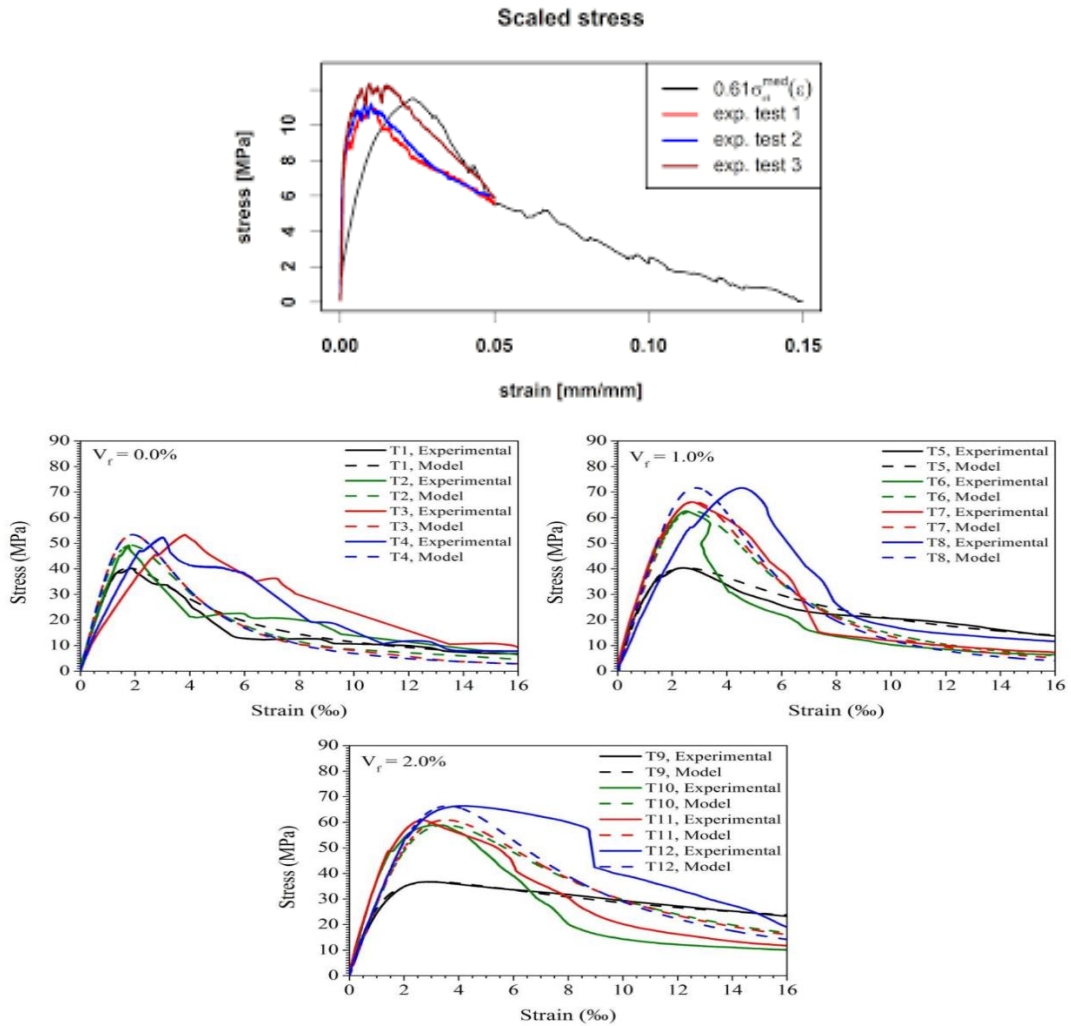 Scaled stress
stress [MPa]
0 2 4 6 8 10
0.61σ^med(ε)
exp. test 1
exp. test 2
exp. test 3
0.00 0.05 0.10 0.15
strain [mm/mm]
V_f = 0.0%
T1, Experimental
T1, Model
T2, Experimental
T2, Model
T3, Experimental
T3, Model
T4, Experimental
T4, Model
Stress (MPa)
90
80
70
60
50
40
30
20
10
0
0 2 4 6 8 10 12 14 16
Strain (‰)
V_f = 1.0%
T5, Experimental
T5, Model
T6, Experimental
T6, Model
T7, Experimental
T7, Model
T8, Experimental
T8, Model
Stress (MPa)
90
80
70
60
50
40
30
20
10
0
0 2 4 6 8 10 12 14 16
Strain (‰)
V_f = 2.0%
T9, Experimental
T9, Model
T10, Experimental
T10, Model
T11, Experimental
T11, Model
T12, Experimental
T12, Model
Stress (MPa)
90
80
70
60
50
40
30
20
10
0
0 2 4 6 8 10 12 14 16
Strain (‰)